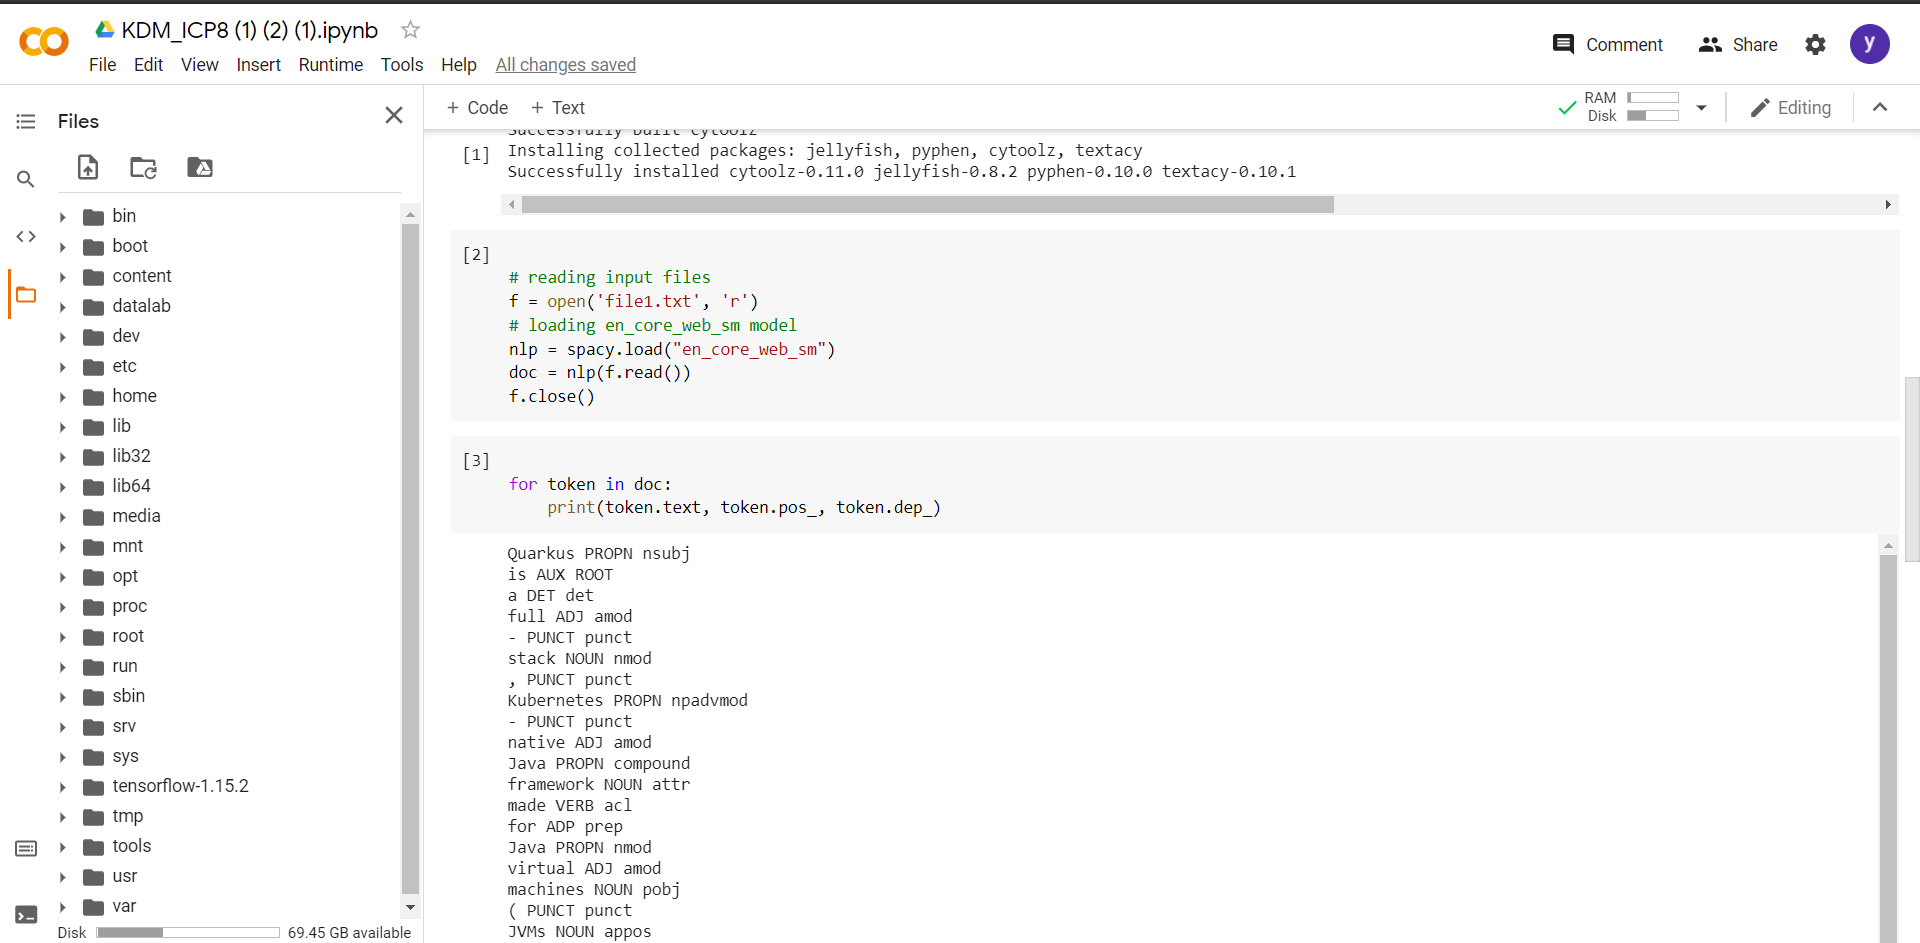 KDM_ICP8 (1) (2) (1).ipynb
File Edit View Insert Runtime Tools Help All changes saved
Comment Share y
Files
+ Code + Text
RAM
Disk
Editing
bin
boot
content
datalab
dev
etc
home
lib
lib32
lib64
media
mnt
opt
proc
root
run
sbin
srv
sys
tensorflow-1.15.2
tmp
tools
usr
var
Disk 69.45 GB available
Successfully built cytoolz
[1] Installing collected packages: jellyfish, pyphen, cytoolz, textacy
Successfully installed cytoolz-0.11.0 jellyfish-0.8.2 pyphen-0.10.0 textacy-0.10.1
[2]
# reading input files
f = open('file1.txt', 'r')
# loading en_core_web_sm model
nlp = spacy.load("en_core_web_sm")
doc = nlp(f.read())
f.close()
[3]
for token in doc:
    print(token.text, token.pos_, token.dep_)
Quarkus PROPN nsubj
is AUX ROOT
a DET det
full ADJ amod
- PUNCT punct
stack NOUN nmod
, PUNCT punct
Kubernetes PROPN npadvmod
- PUNCT punct
native ADJ amod
Java PROPN compound
framework NOUN attr
made VERB acl
for ADP prep
Java PROPN nmod
virtual ADJ amod
machines NOUN pobj
( PUNCT punct
JVMs NOUN appos